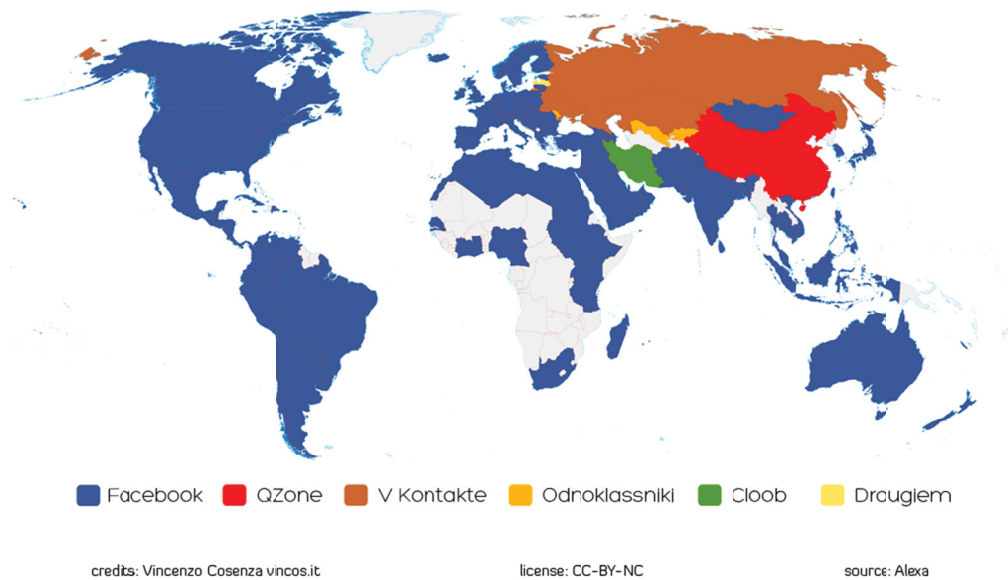 Facebook QZone V Kontakte Odnoklassniki Cloob Draugiem
credits: Vincenzo Cosenza vincos.it license: CC-BY-NC source: Alexa